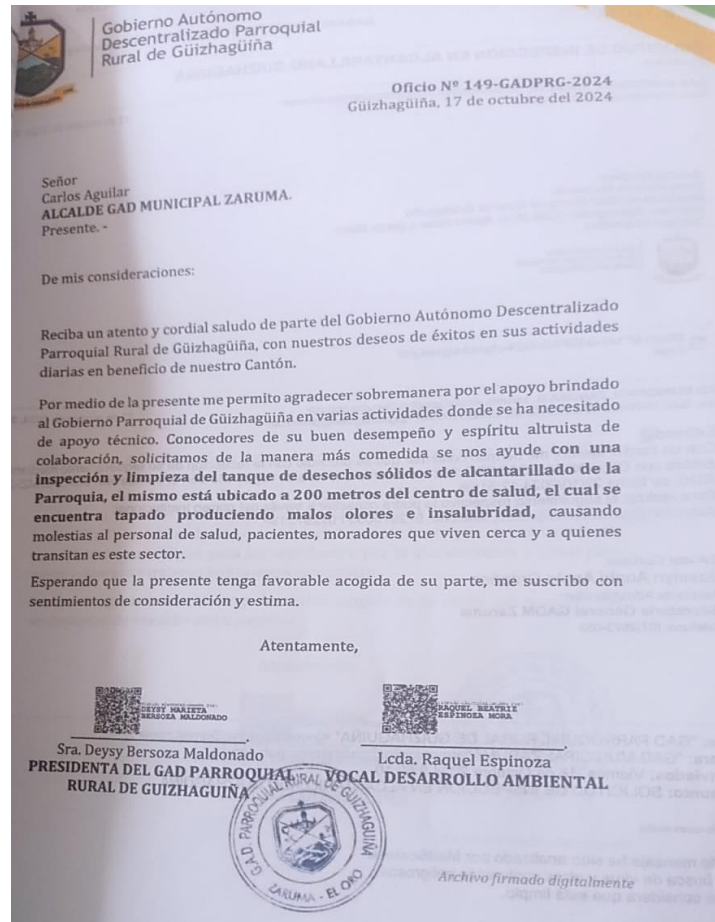 Gobierno Autónomo
Descentralizado Parroquial
Rural de Güizhagüiña
Oficio Nº 149-GADPRG-2024
Güizhagüiña, 17 de octubre del 2024
Señor
Carlos Aguilar
ALCALDE GAD MUNICIPAL ZARUMA.
Presente. -
De mis consideraciones:
Reciba un atento y cordial saludo de parte del Gobierno Autónomo Descentralizado
Parroquial Rural de Güizhagüiña, con nuestros deseos de éxitos en sus actividades
diarias en beneficio de nuestro Cantón.
Por medio de la presente me permito agradecer sobremanera por el apoyo brindado
al Gobierno Parroquial de Güizhagüiña en varias actividades donde se ha necesitado
de apoyo técnico. Conocedores de su buen desempeño y espíritu altruista de
colaboración, solicitamos de la manera más comedida se nos ayude con una
inspección y limpieza del tanque de desechos sólidos de alcantarillado de la
Parroquia, el mismo está ubicado a 200 metros del centro de salud, el cual se
encuentra tapado produciendo malos olores e insalubridad, causando
molestias al personal de salud, pacientes, moradores que viven cerca y a quienes
transitan es este sector.
Esperando que la presente tenga favorable acogida de su parte, me suscribo con
sentimientos de consideración y estima.
Atentamente,
DEYSY MARIETA
BERSOZA MALDONADO
RAQUEL BEATRIZ
ESPINOZA MORA
Sra. Deysy Bersoza Maldonado
PRESIDENTA DEL GAD PARROQUIAL
RURAL DE GUIZHAGUIÑA
Lcda. Raquel Espinoza
VOCAL DESARROLLO AMBIENTAL
G.A.D. PARROQUIAL RURAL DE GUIZHAGUIÑA
ZARUMA - EL ORO
Archivo firmado digitalmente